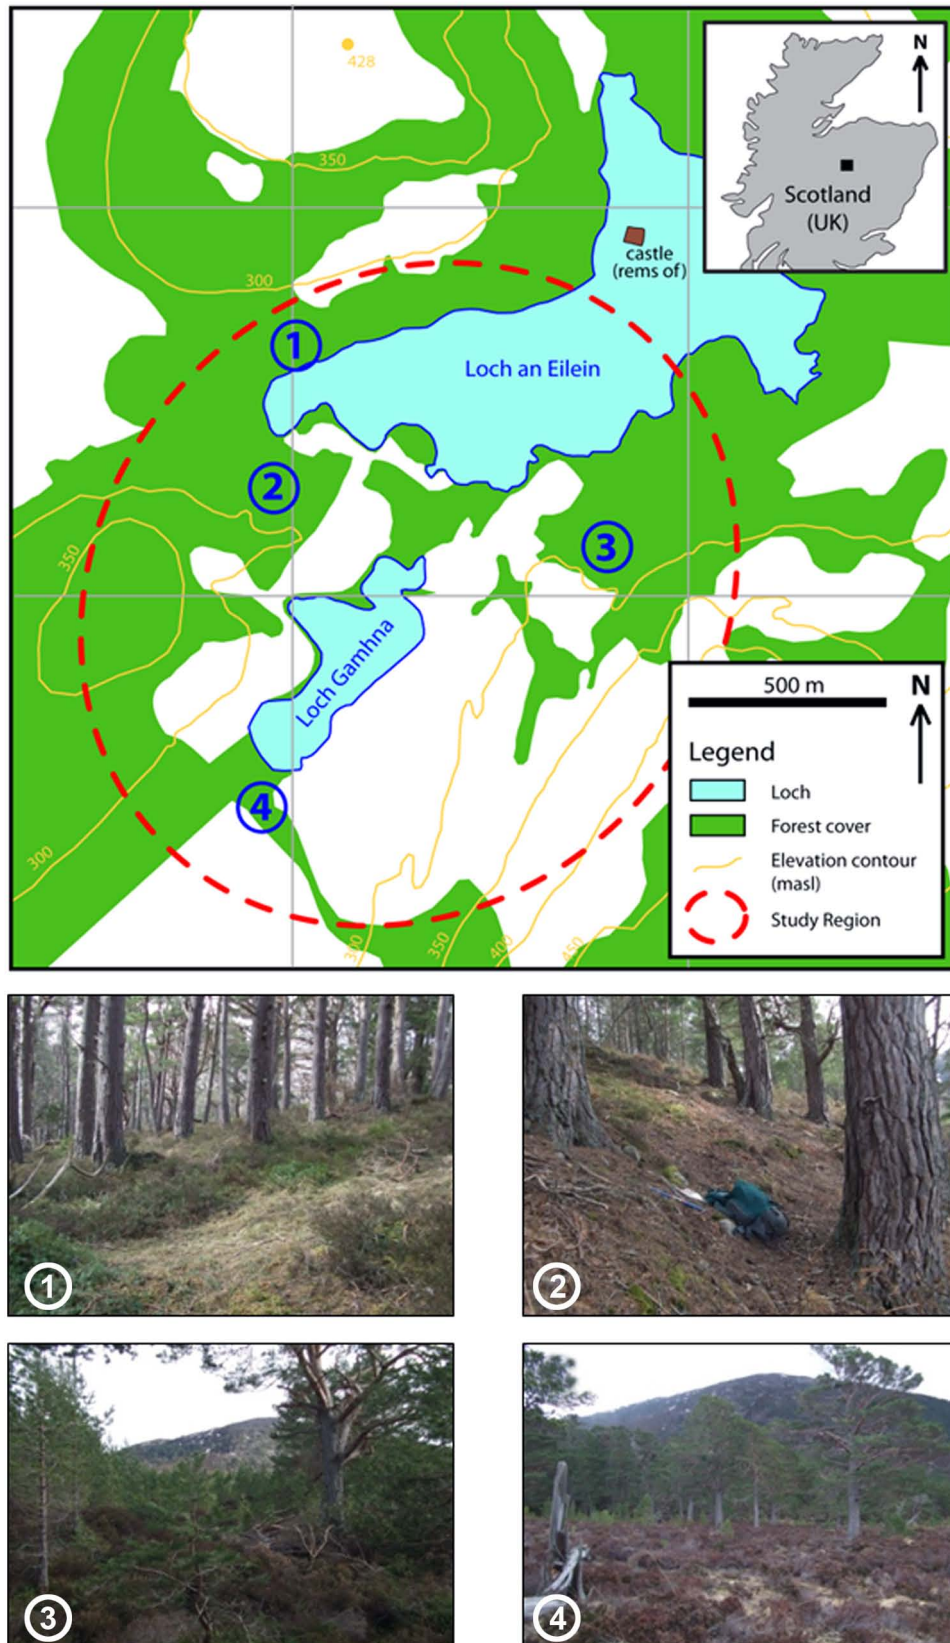 428
350
N
Scotland
(UK)
castle
(rems of)
300
1
Loch an Eilein
2
350
3
Loch Gamhna
500 m
N
Legend
Loch
Forest cover
Elevation contour
(masl)
Study Region
4
300
300
350
400
450
1
2
3
4